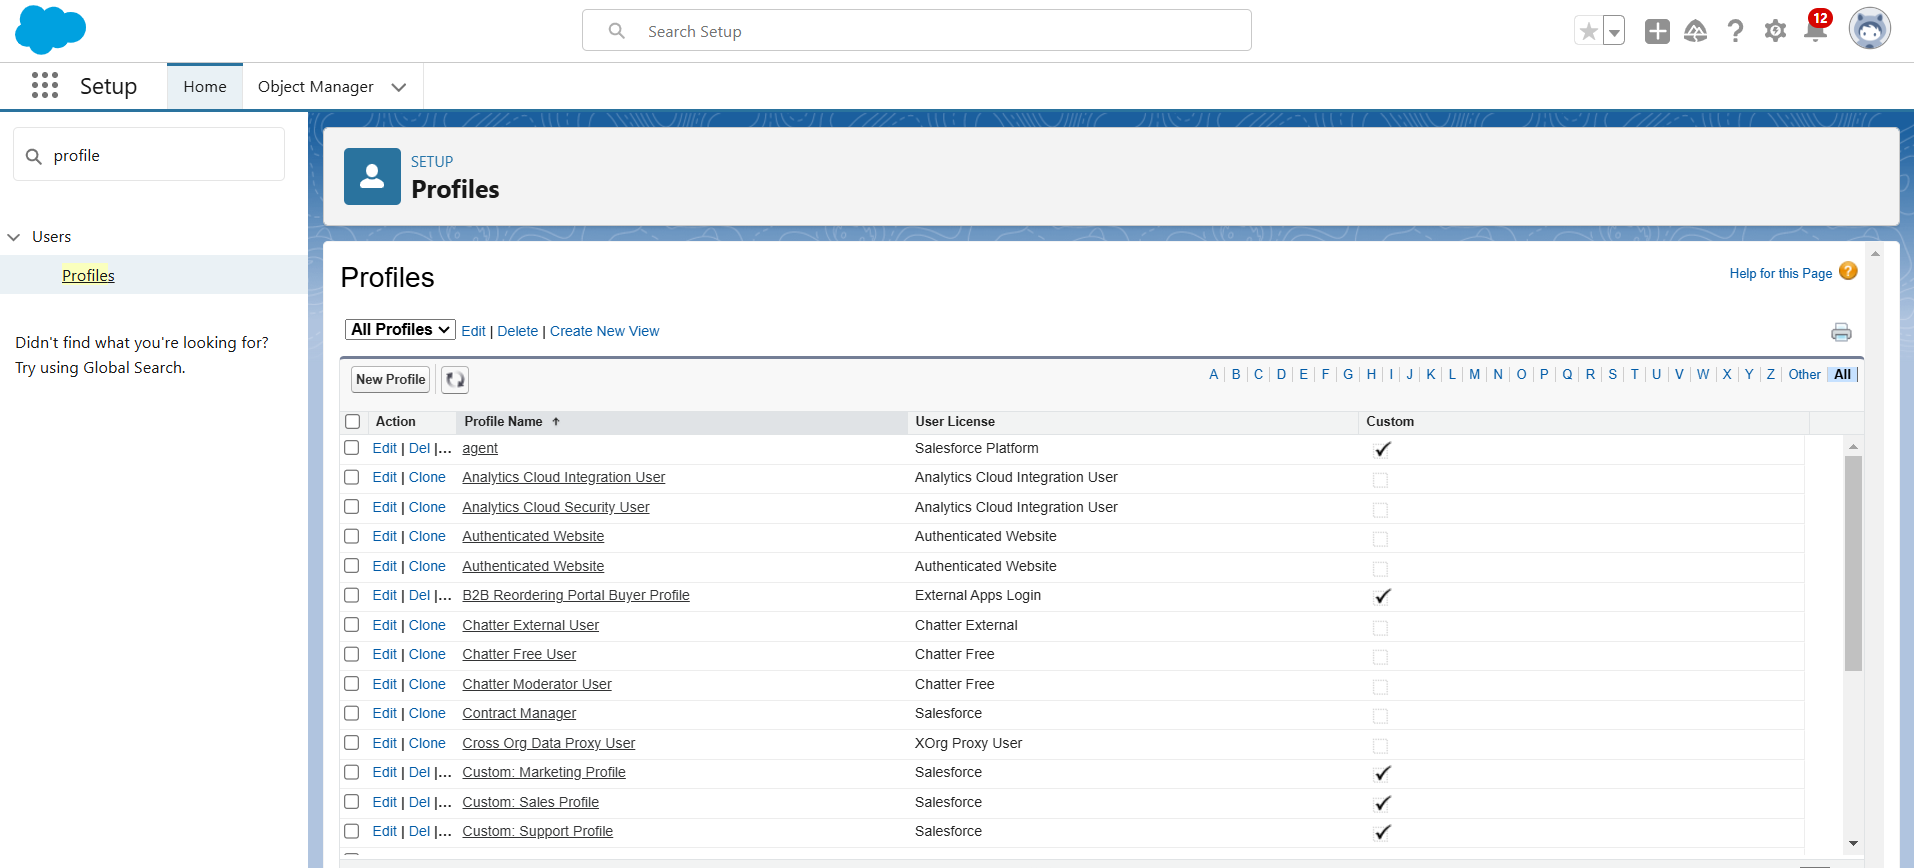 Search Setup
12
Setup
Home
Object Manager
profile
Users
Profiles
Didn't find what you're looking for?
Try using Global Search.
SETUP
Profiles
Profiles
Help for this Page ?
All Profiles Edit | Delete | Create New View
New Profile
A | B | C | D | E | F | G | H | I | J | K | L | M | N | O | P | Q | R | S | T | U | V | W | X | Y | Z | Other | All
Action Profile Name ↑ User License Custom
Edit | Del |... agent Salesforce Platform
Edit | Clone Analytics Cloud Integration User Analytics Cloud Integration User
Edit | Clone Analytics Cloud Security User Analytics Cloud Integration User
Edit | Clone Authenticated Website Authenticated Website
Edit | Clone Authenticated Website Authenticated Website
Edit | Del |... B2B Reordering Portal Buyer Profile External Apps Login
Edit | Clone Chatter External User Chatter External
Edit | Clone Chatter Free User Chatter Free
Edit | Clone Chatter Moderator User Chatter Free
Edit | Clone Contract Manager Salesforce
Edit | Clone Cross Org Data Proxy User XOrg Proxy User
Edit | Del |... Custom: Marketing Profile Salesforce
Edit | Del |... Custom: Sales Profile Salesforce
Edit | Del |... Custom: Support Profile Salesforce